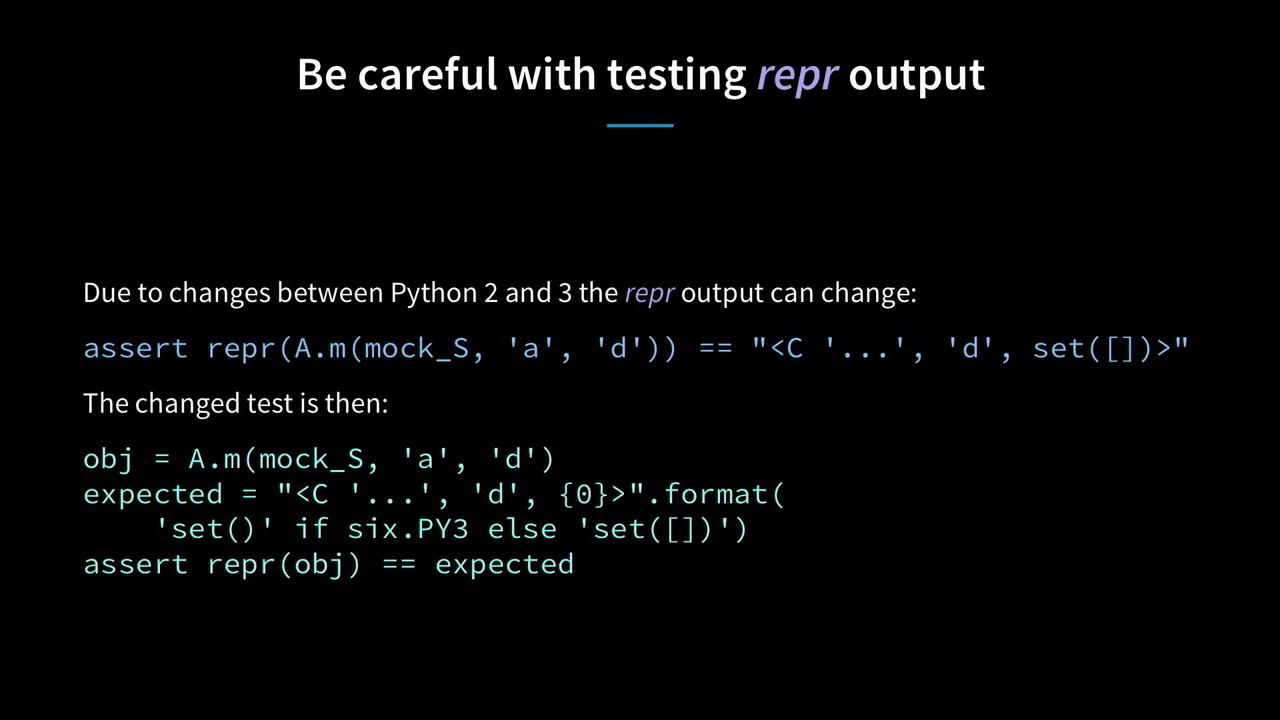 Be careful with testing repr output
Due to changes between Python 2 and 3 the repr output can change:
assert repr(A.m(mock_S, 'a', 'd')) == "<C '...', 'd', set([])>"
The changed test is then:
obj = A.m(mock_S, 'a', 'd')
expected = "<C '...', 'd', {0}>".format(
    'set()' if six.PY3 else 'set([])')
assert repr(obj) == expected